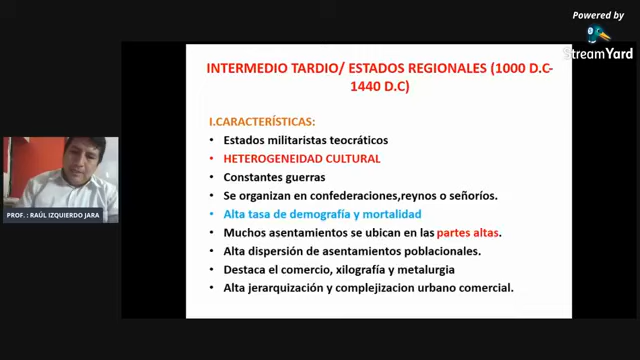 Powered by
StreamYard
INTERMEDIO TARDIO/ ESTADOS REGIONALES (1000 D.C-
1440 D.C)
I.CARACTERÍSTICAS:
• Estados militaristas teocráticos
• HETEROGENEIDAD CULTURAL
• Constantes guerras
• Se organizan en confederaciones,reynos o señoríos.
• Alta tasa de demografía y mortalidad
• Muchos asentamientos se ubican en las partes altas.
• Alta dispersión de asentamientos poblacionales.
• Destaca el comercio, xilografía y metalurgia
• Alta jerarquización y complejizacion urbano comercial.
PROF. : RAÚL IZQUIERDO JARA